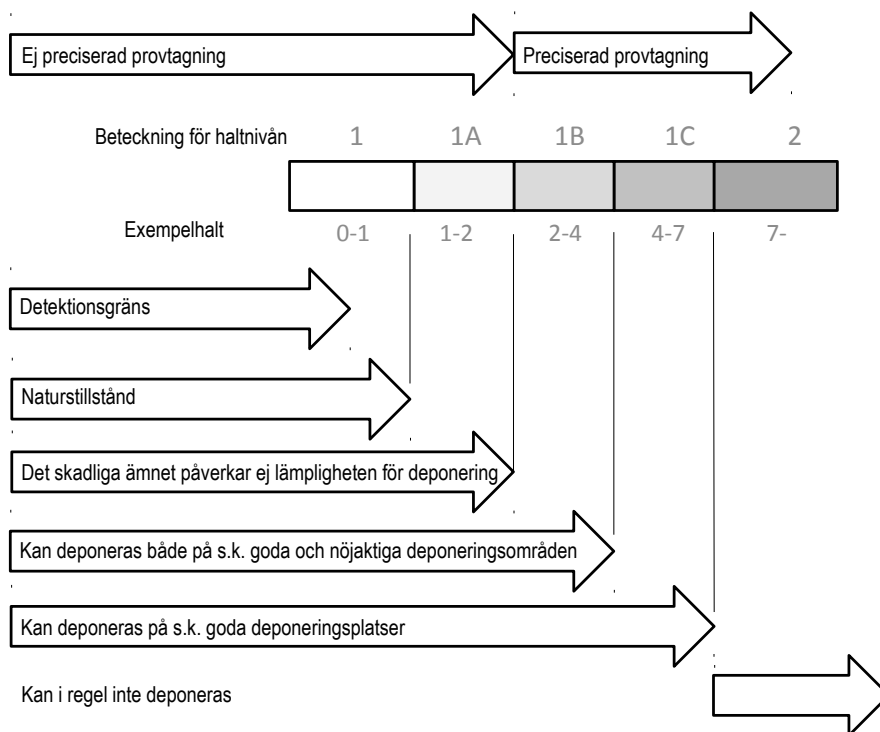 Ej preciserad provtagning
Preciserad provtagning
Beteckning för haltnivån 1 1A 1B 1C 2
Exempelhalt 0-1 1-2 2-4 4-7 7-
Detektionsgräns
Naturstillstånd
Det skadliga ämnet påverkar ej lämpligheten för deponering
Kan deponeras både på s.k. goda och nöjaktiga deponeringsområden
Kan deponeras på s.k. goda deponeringsplatser
Kan i regel inte deponeras